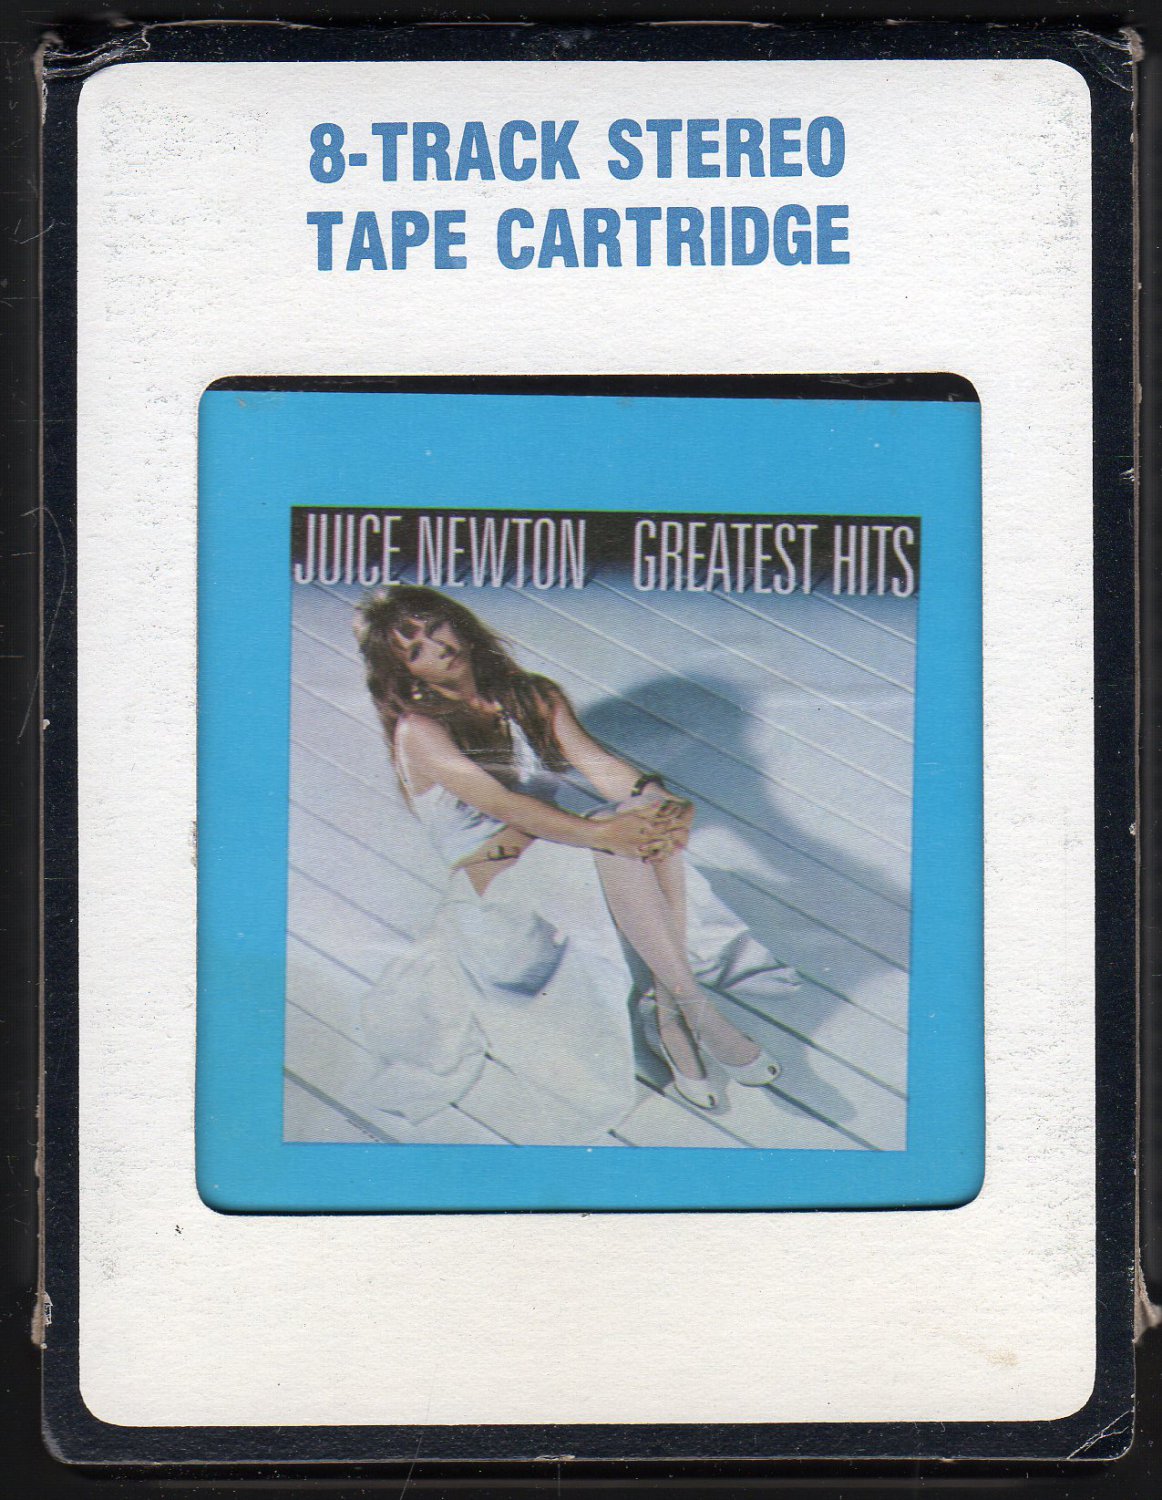 8-TRACK STEREO
TAPE CARTRIDGE
JUICE NEWTON GREATEST HITS